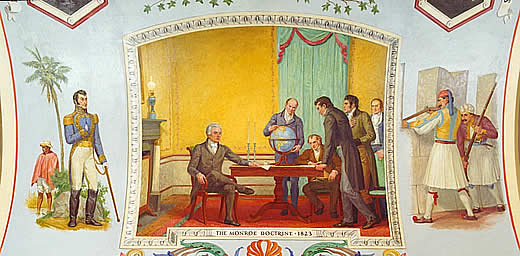 THE MONROE DOCTRINE · 1823